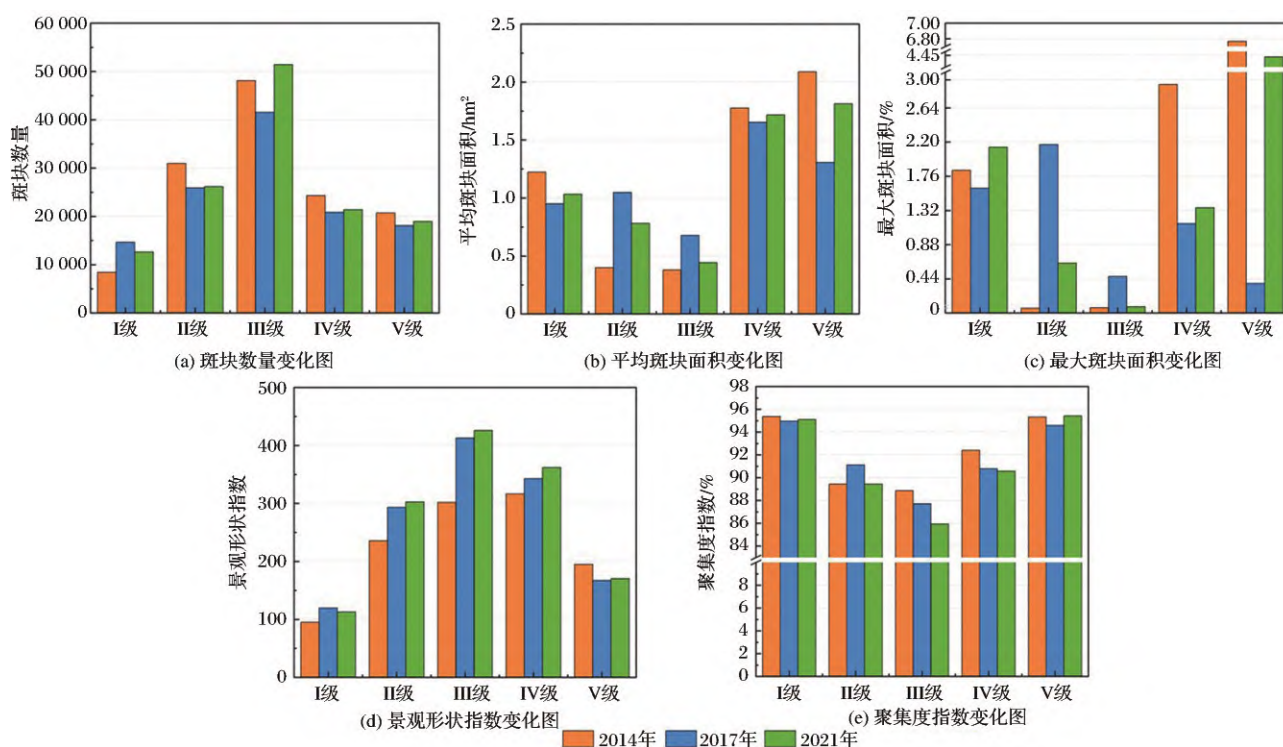 60 000
50 000
40 000
30 000
20 000
10 000
0
斑块数量
I级 II级 III级 IV级 V级
(a) 斑块数量变化图
2.5
2.0
1.5
1.0
0.5
0
平均斑块面积/hm²
I级 II级 III级 IV级 V级
(b) 平均斑块面积变化图
7.00
6.80
4.45
3.00
2.64
2.20
1.76
1.32
0.88
0.44
0
最大斑块面积/%
I级 II级 III级 IV级 V级
(c) 最大斑块面积变化图
500
400
300
200
100
0
景观形状指数
I级 II级 III级 IV级 V级
(d) 景观形状指数变化图
98
96
94
92
90
88
86
84
8
6
4
2
0
聚集度指数/%
I级 II级 III级 IV级 V级
(e) 聚集度指数变化图
2014年 2017年 2021年